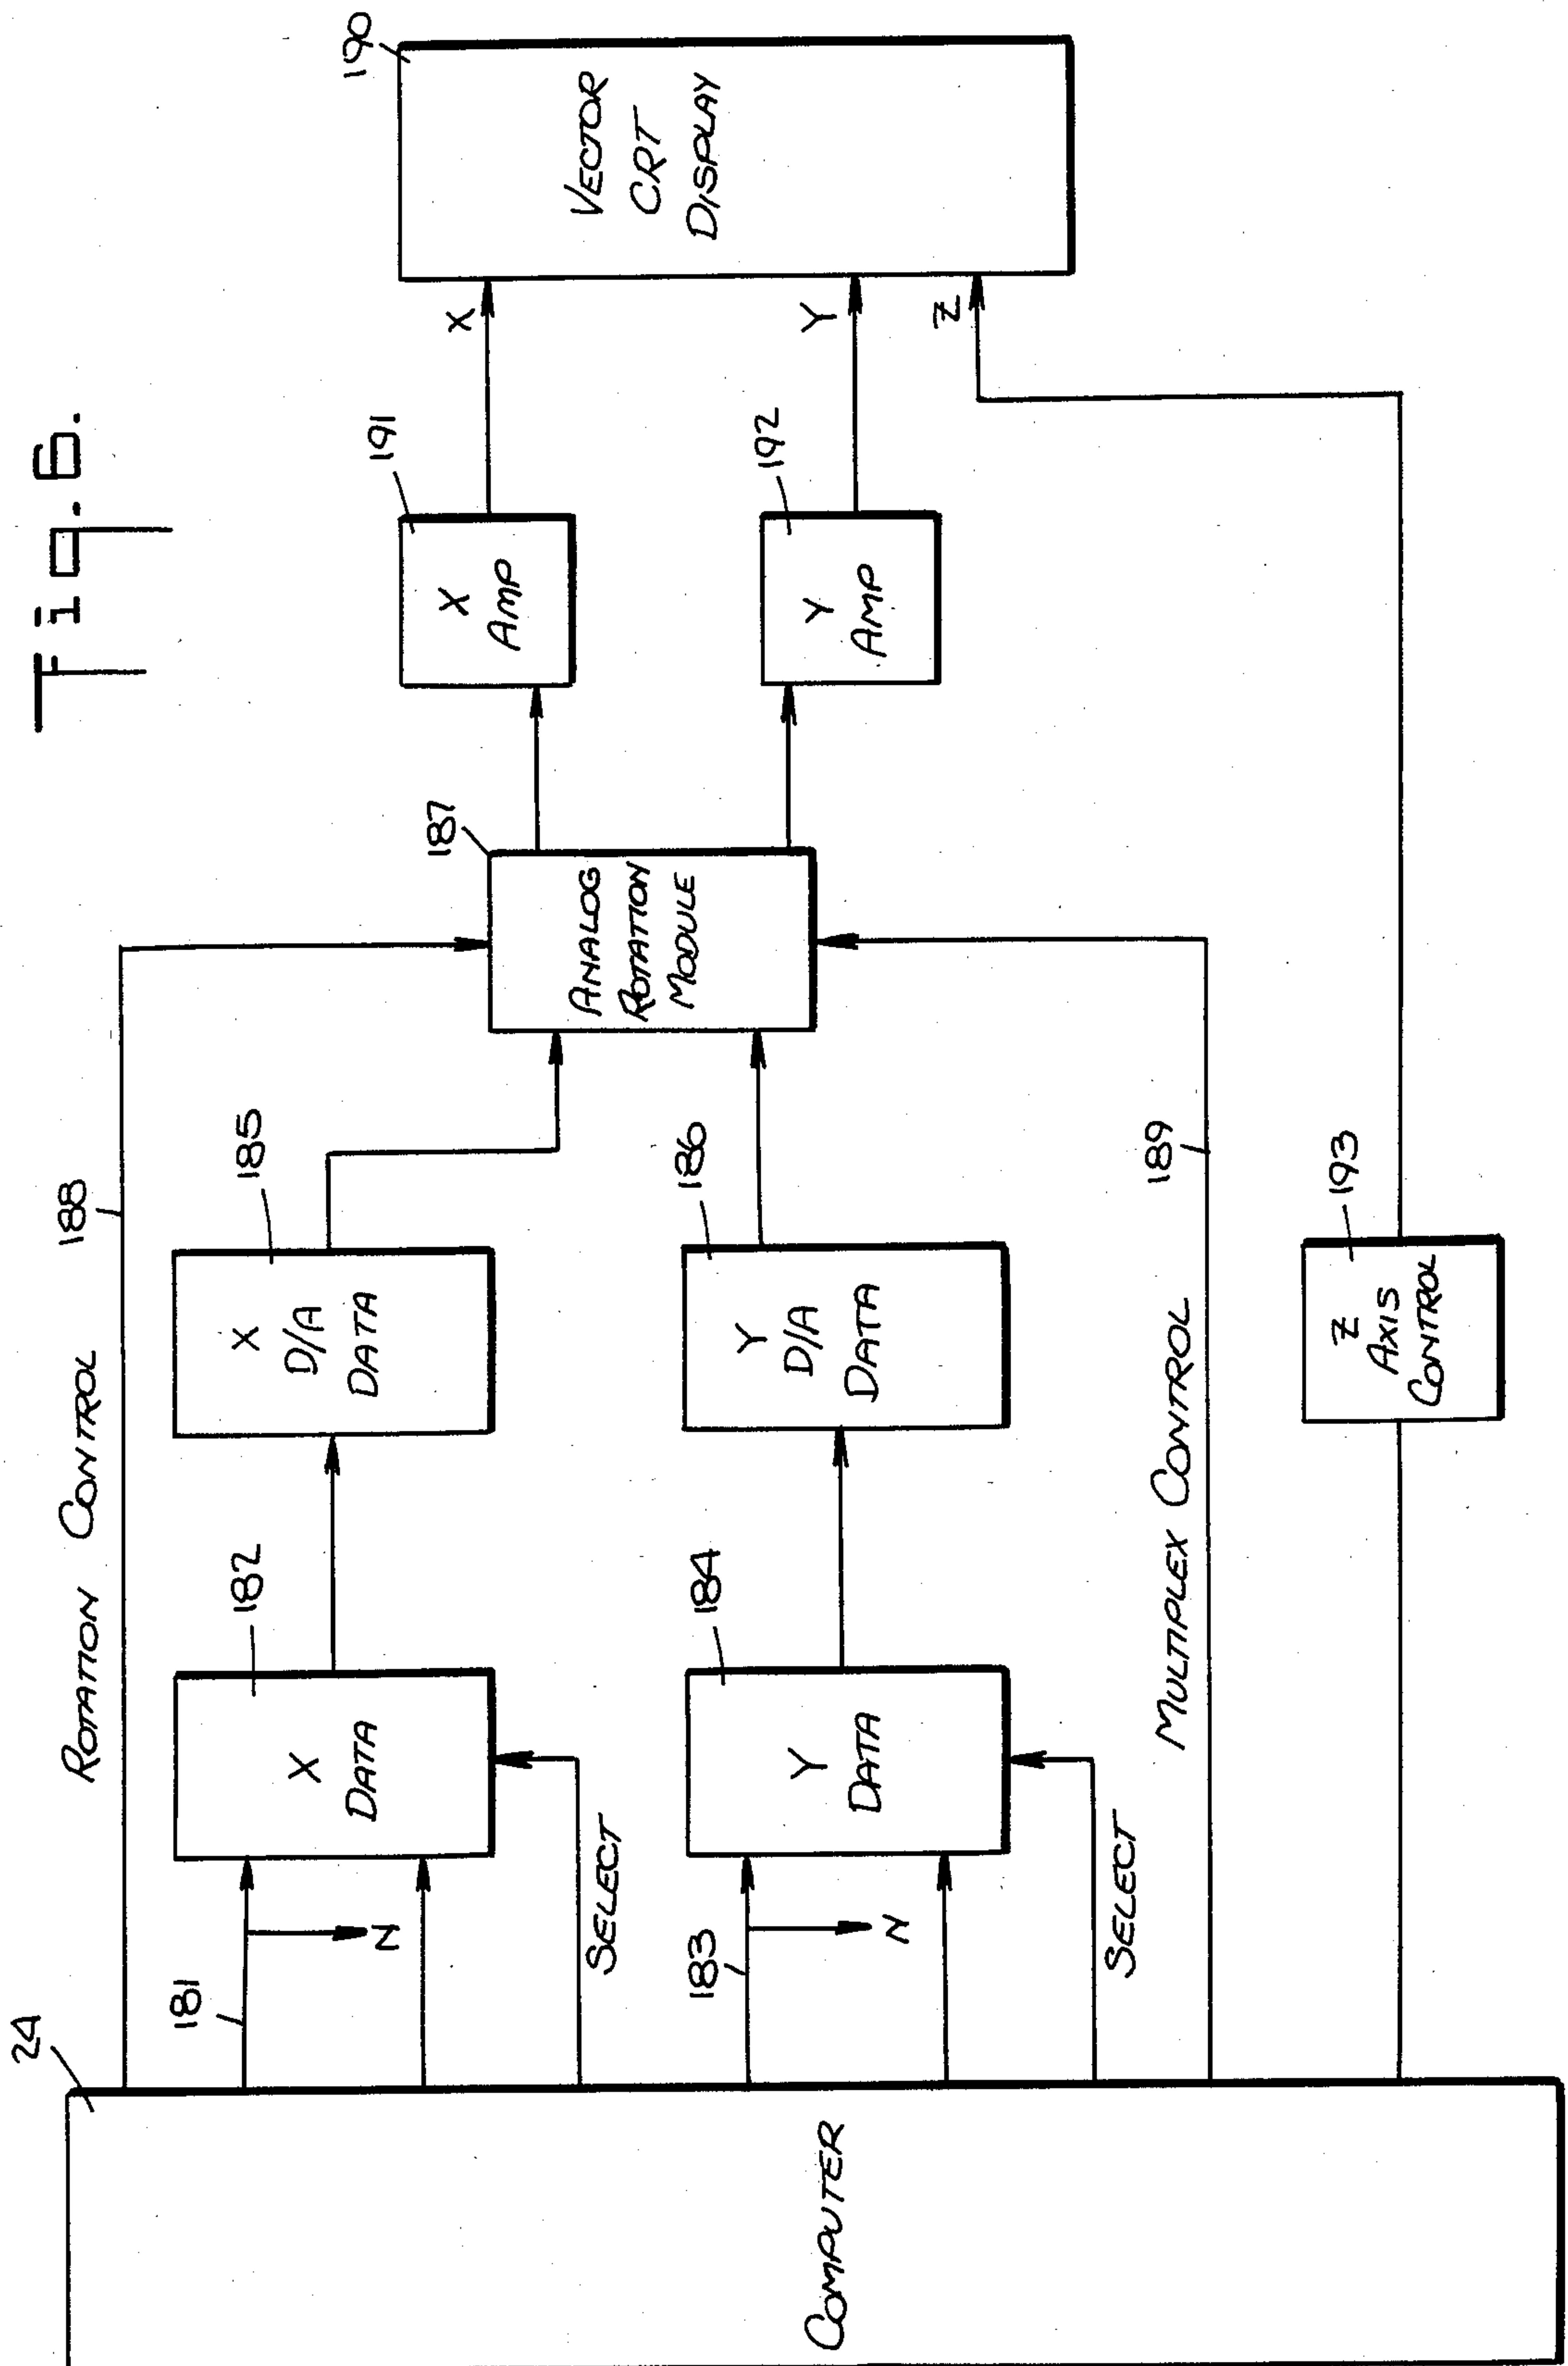 Fig. 6.
24
COMPUTER
ROTATION CONTROL
188
181
N
X
DATA
182
SELECT
X
D/A
DATA
185
183
N
Y
DATA
184
SELECT
Y
D/A
DATA
186
MULTIPLEX CONTROL
189
Z
AXIS
CONTROL
193
ANALOG
ROTATION
MODULE
187
X
AMP
191
Y
AMP
192
X
Y
Z
VECTOR
CRT
DISPLAY
190